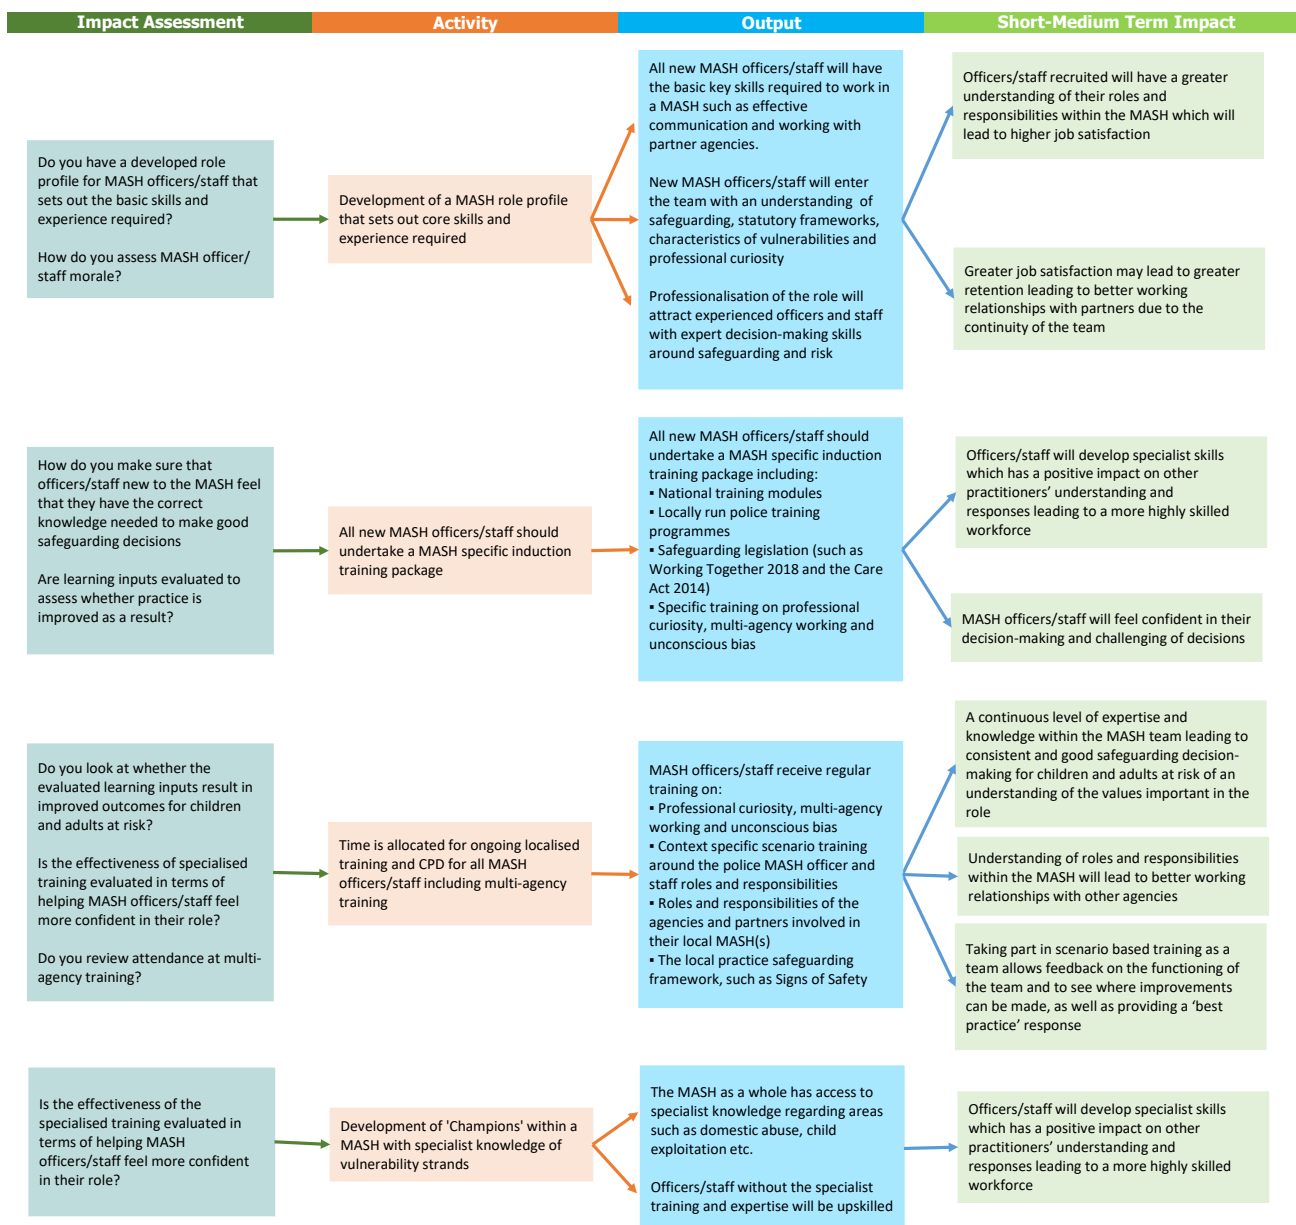 Impact Assessment
Activity
Output
Short-Medium Term Impact
Do you have a developed role
profile for MASH officers/staff that
sets out the basic skills and
experience required?
How do you assess MASH officer/
staff morale?
Development of a MASH role profile
that sets out core skills and
experience required
All new MASH officers/staff will have
the basic key skills required to work in
a MASH such as effective
communication and working with
partner agencies.
New MASH officers/staff will enter
the team with an understanding of
safeguarding, statutory frameworks,
characteristics of vulnerabilities and
professional curiosity
Professionalisation of the role will
attract experienced officers and staff
with expert decision-making skills
around safeguarding and risk
Officers/staff recruited will have a greater
understanding of their roles and
responsibilities within the MASH which will
lead to higher job satisfaction
Greater job satisfaction may lead to greater
retention leading to better working
relationships with partners due to the
continuity of the team
How do you make sure that
officers/staff new to the MASH feel
that they have the correct
knowledge needed to make good
safeguarding decisions
Are learning inputs evaluated to
assess whether practice is
improved as a result?
All new MASH officers/staff should
undertake a MASH specific induction
training package
All new MASH officers/staff should
undertake a MASH specific induction
training package including:
▪ National training modules
▪ Locally run police training
programmes
▪ Safeguarding legislation (such as
Working Together 2018 and the Care
Act 2014)
▪ Specific training on professional
curiosity, multi-agency working and
unconscious bias
Officers/staff will develop specialist skills
which has a positive impact on other
practitioners’ understanding and
responses leading to a more highly skilled
workforce
MASH officers/staff will feel confident in their
decision-making and challenging of decisions
Do you look at whether the
evaluated learning inputs result in
improved outcomes for children
and adults at risk?
Is the effectiveness of specialised
training evaluated in terms of
helping MASH officers/staff feel
more confident in their role?
Do you review attendance at multi-
agency training?
Time is allocated for ongoing localised
training and CPD for all MASH
officers/staff including multi-agency
training
MASH officers/staff receive regular
training on:
▪ Professional curiosity, multi-agency
working and unconscious bias
▪ Context specific scenario training
around the police MASH officer and
staff roles and responsibilities
▪ Roles and responsibilities of the
agencies and partners involved in
their local MASH(s)
▪ The local practice safeguarding
framework, such as Signs of Safety
A continuous level of expertise and
knowledge within the MASH team leading to
consistent and good safeguarding decision-
making for children and adults at risk of an
understanding of the values important in the
role
Understanding of roles and responsibilities
within the MASH will lead to better working
relationships with other agencies
Taking part in scenario based training as a
team allows feedback on the functioning of
the team and to see where improvements
can be made, as well as providing a ‘best
practice’ response
Is the effectiveness of the
specialised training evaluated in
terms of helping MASH
officers/staff feel more confident
in their role?
Development of 'Champions' within a
MASH with specialist knowledge of
vulnerability strands
The MASH as a whole has access to
specialist knowledge regarding areas
such as domestic abuse, child
exploitation etc.
Officers/staff without the specialist
training and expertise will be upskilled
Officers/staff will develop specialist skills
which has a positive impact on other
practitioners’ understanding and
responses leading to a more highly skilled
workforce